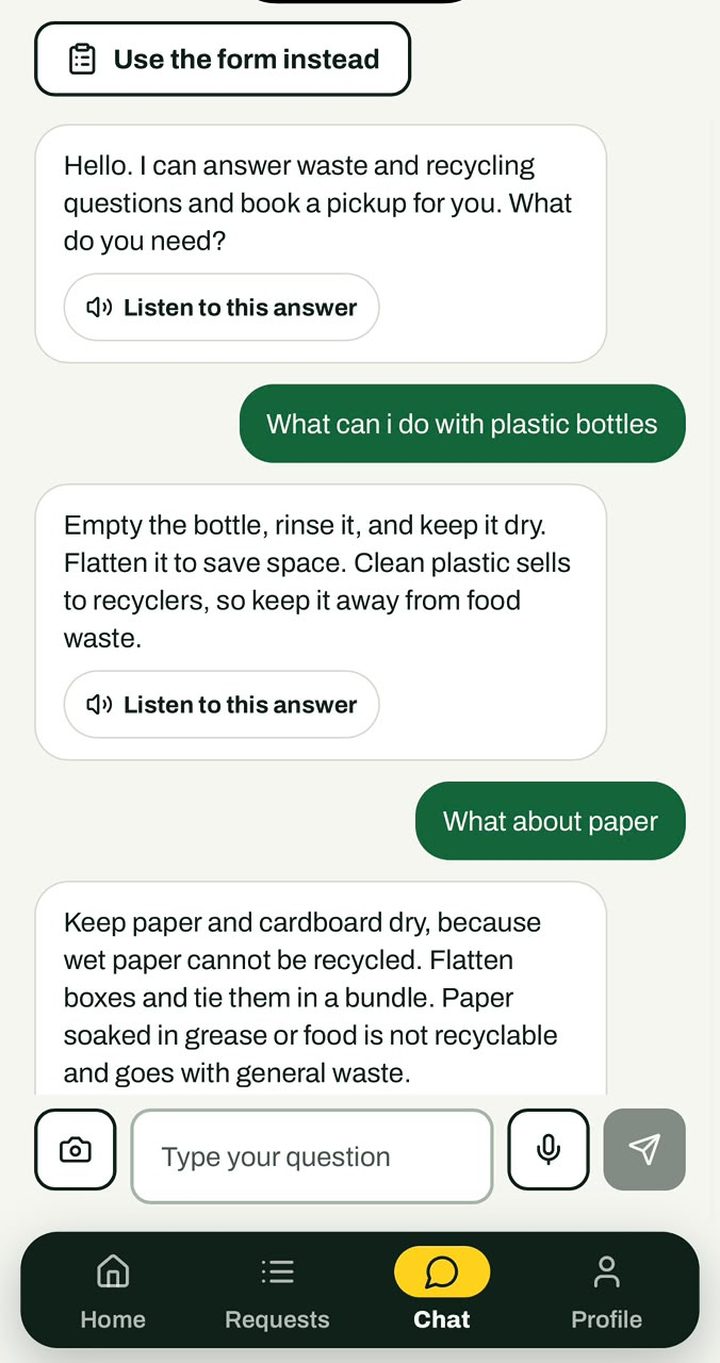 Use the form instead
Hello. I can answer waste and recycling
questions and book a pickup for you. What
do you need?
Listen to this answer
What can i do with plastic bottles
Empty the bottle, rinse it, and keep it dry.
Flatten it to save space. Clean plastic sells
to recyclers, so keep it away from food
waste.
Listen to this answer
What about paper
Keep paper and cardboard dry, because
wet paper cannot be recycled. Flatten
boxes and tie them in a bundle. Paper
soaked in grease or food is not recyclable
and goes with general waste.
Type your question
Home
Requests
Chat
Profile